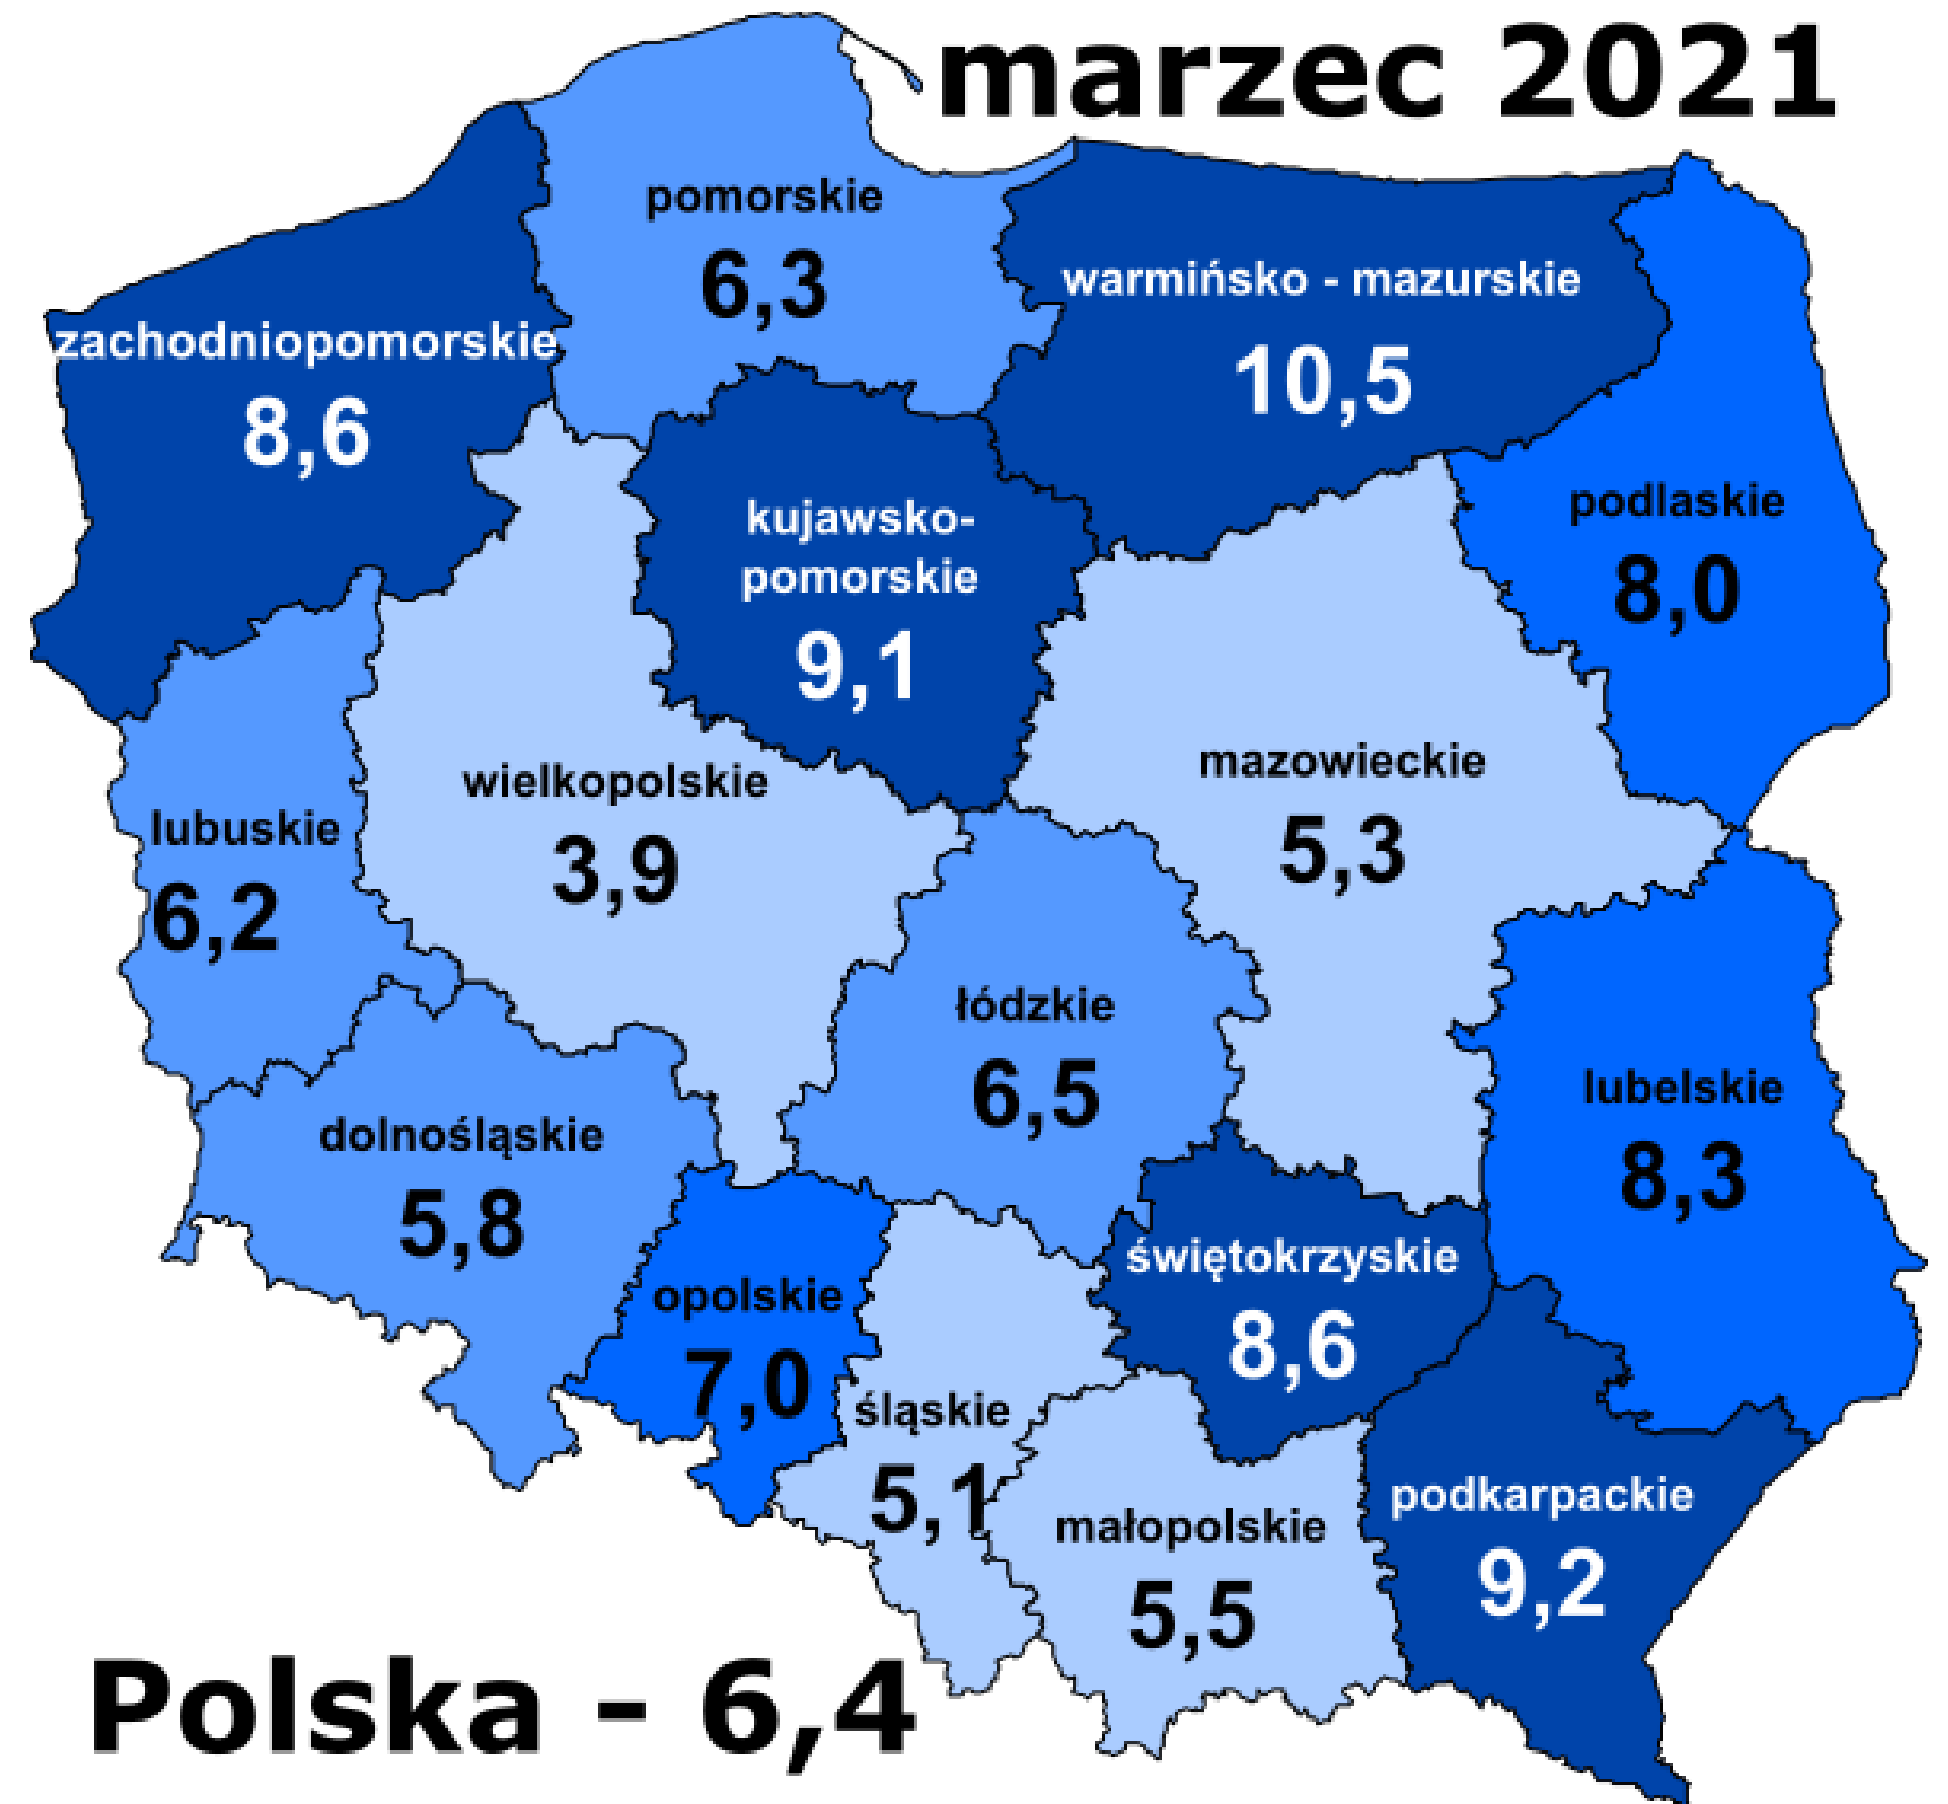 marzec 2021
pomorskie
6,3
warmińsko - mazurskie
10,5
zachodniopomorskie
8,6
podlaskie
8,0
kujawsko-
pomorskie
9,1
mazowieckie
5,3
wielkopolskie
3,9
lubuskie
6,2
łódzkie
6,5
lubelskie
8,3
dolnośląskie
5,8
świętokrzyskie
8,6
opolskie
7,0
śląskie
5,1
małopolskie
5,5
podkarpackie
9,2
Polska - 6,4